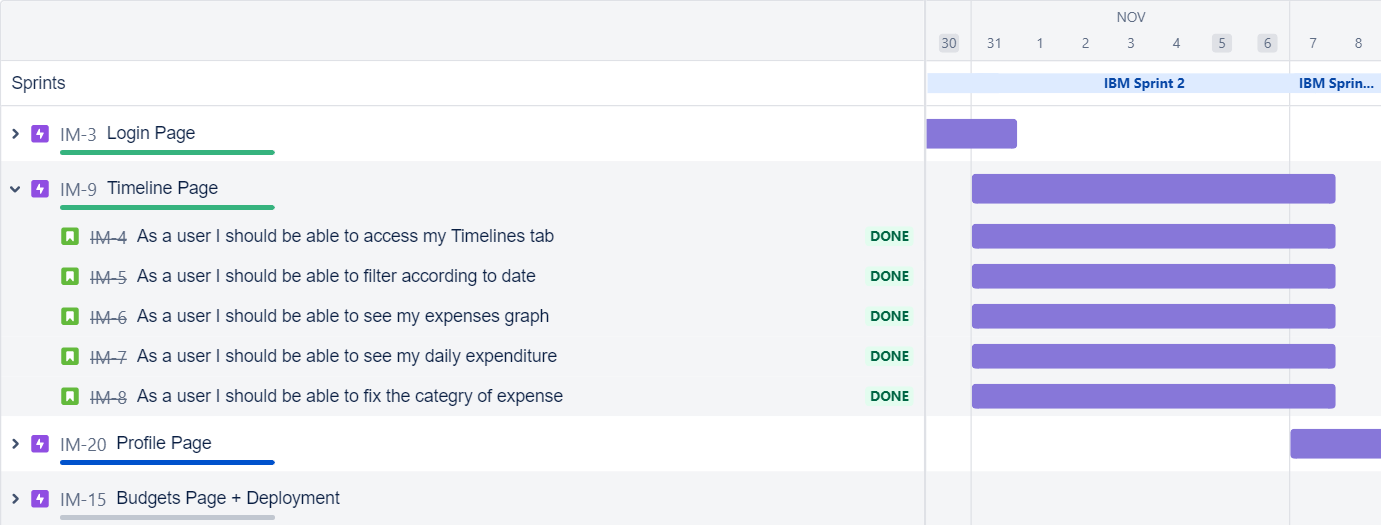 NOV
30 31 1 2 3 4 5 6 7 8
Sprints IBM Sprint 2 IBM Sprin...
IM-3 Login Page
IM-9 Timeline Page
IM-4 As a user I should be able to access my Timelines tab DONE
IM-5 As a user I should be able to filter according to date DONE
IM-6 As a user I should be able to see my expenses graph DONE
IM-7 As a user I should be able to see my daily expenditure DONE
IM-8 As a user I should be able to fix the categry of expense DONE
IM-20 Profile Page
IM-15 Budgets Page + Deployment